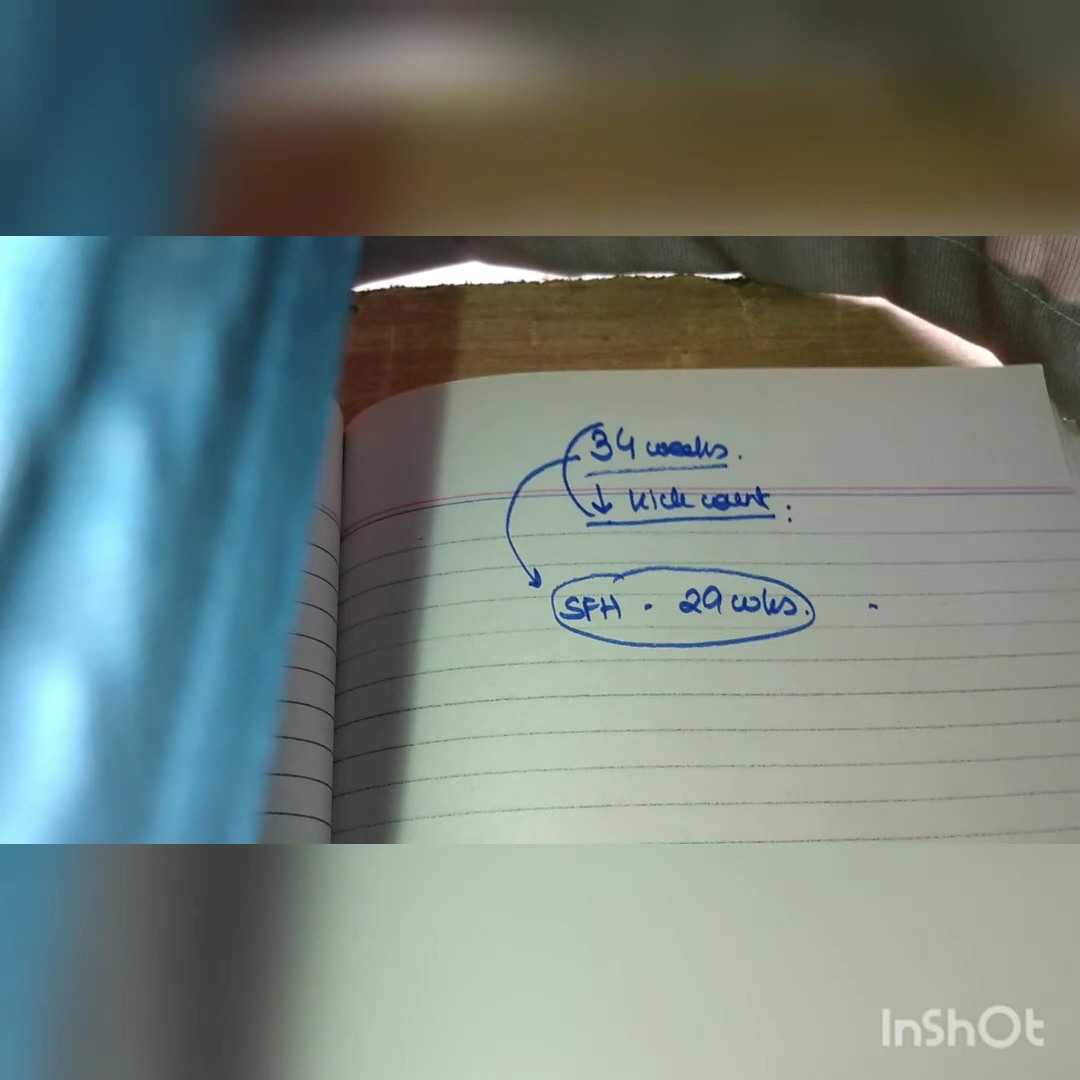 34 weeks.
↓ kick count :
SFH - 29 wks. -
InShOt